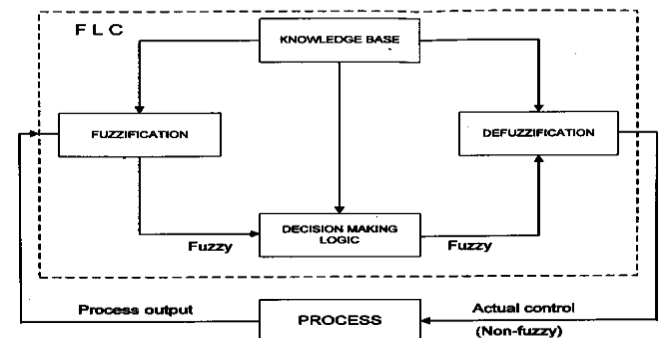 F L C
KNOWLEDGE BASE
FUZZIFICATION
DEFUZZIFICATION
DECISION MAKING
LOGIC
Fuzzy
Fuzzy
Process output
PROCESS
Actual control
(Non-fuzzy)